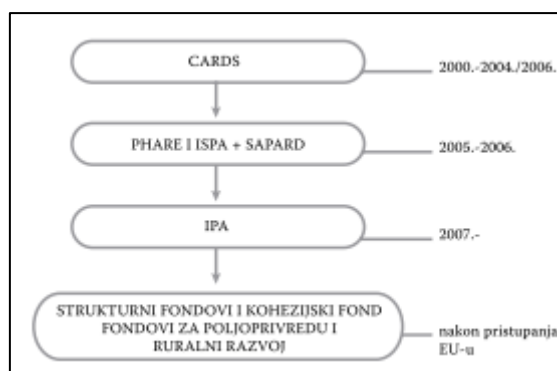 CARDS
2000.-2004./2006.
PHARE I ISPA + SAPARD
2005.-2006.
IPA
2007.-
STRUKTURNI FONDOVI I KOHEZIJSKI FOND
FONDOVI ZA POLJOPRIVREDU I
RURALNI RAZVOJ
nakon pristupanja
EU-u